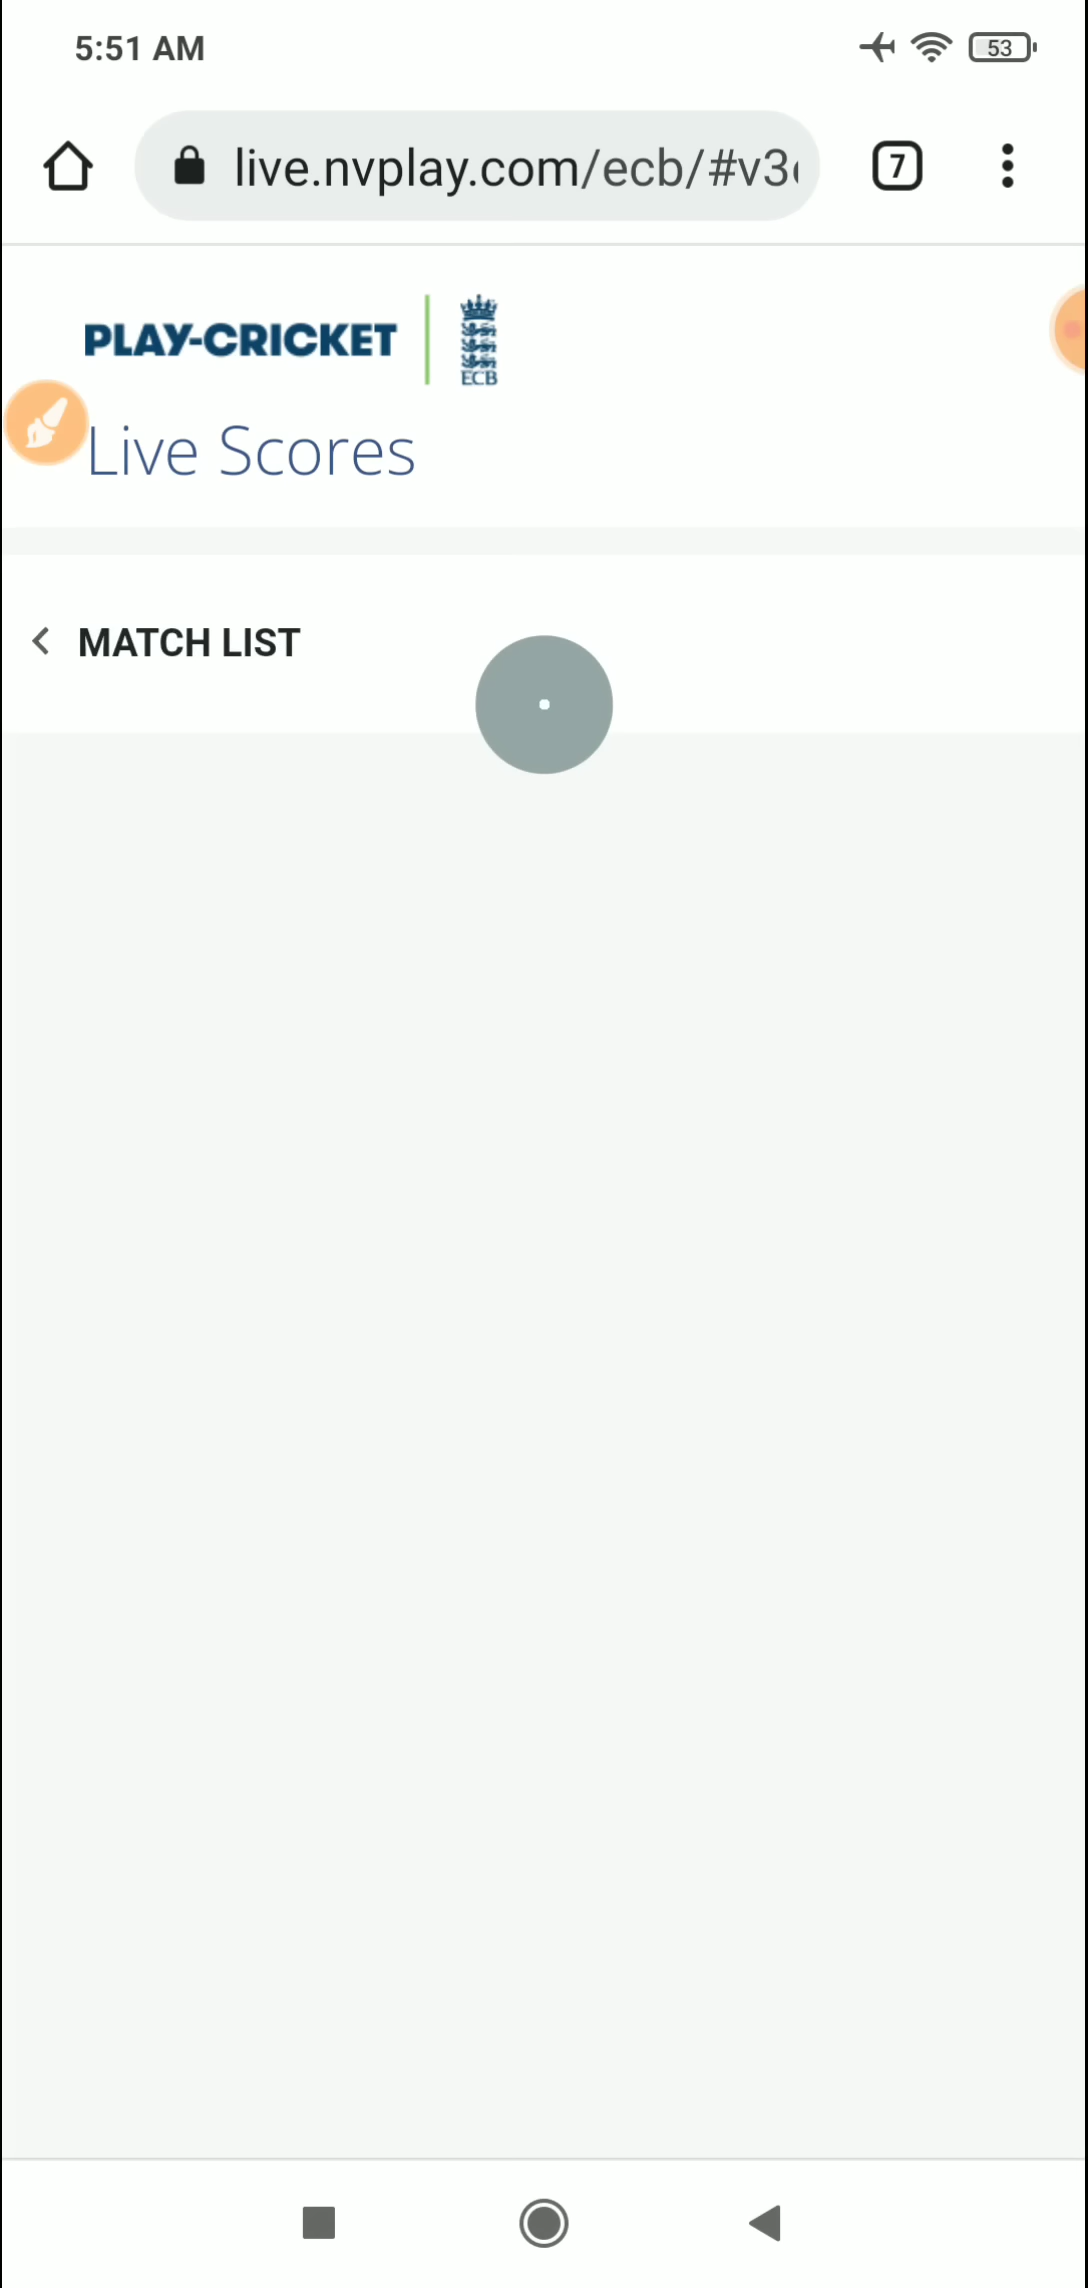 5:51 AM
53
live.nvplay.com/ecb/#v3
7
PLAY-CRICKET
ECB
Live Scores
MATCH LIST